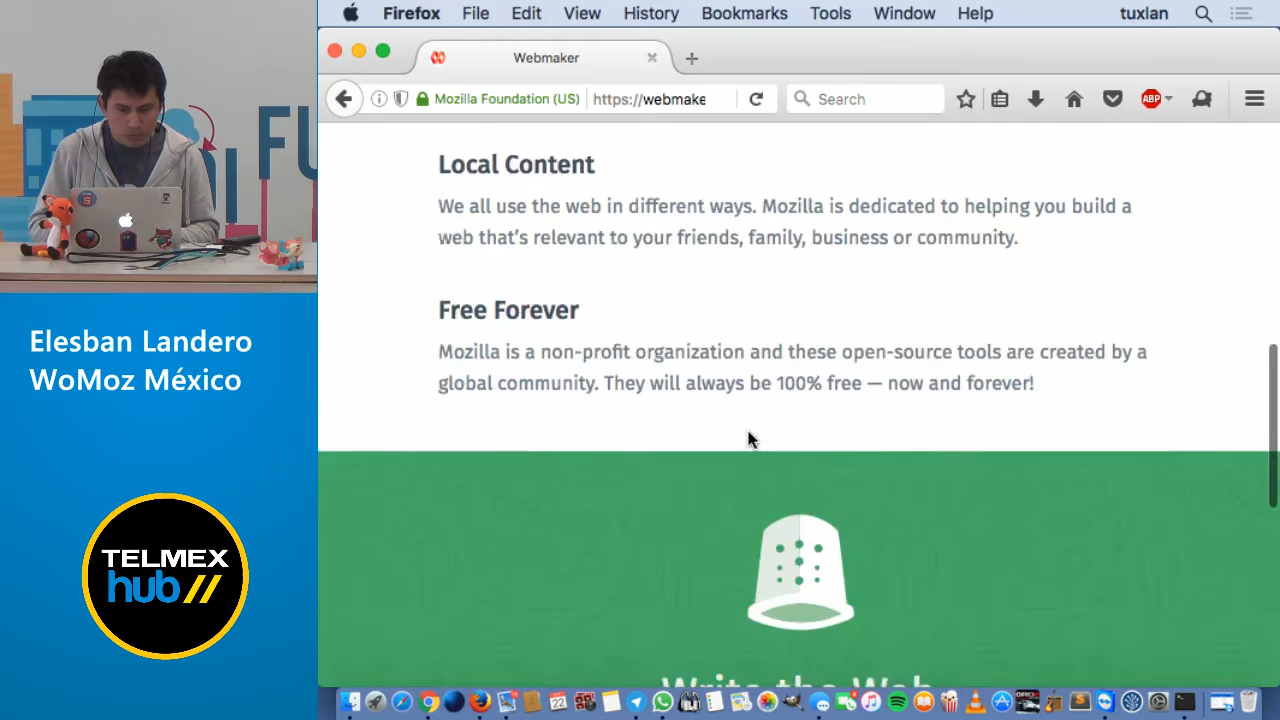 Firefox File Edit View History Bookmarks Tools Window Help tuxlan
Webmaker
Mozilla Foundation (US) https://webmake Search ABP
Local Content
We all use the web in different ways. Mozilla is dedicated to helping you build a
web that's relevant to your friends, family, business or community.
Free Forever
Mozilla is a non-profit organization and these open-source tools are created by a
global community. They will always be 100% free — now and forever!
Write the Web
FU
5
Elesban Landero
WoMoz México
TELMEX
hub//
22